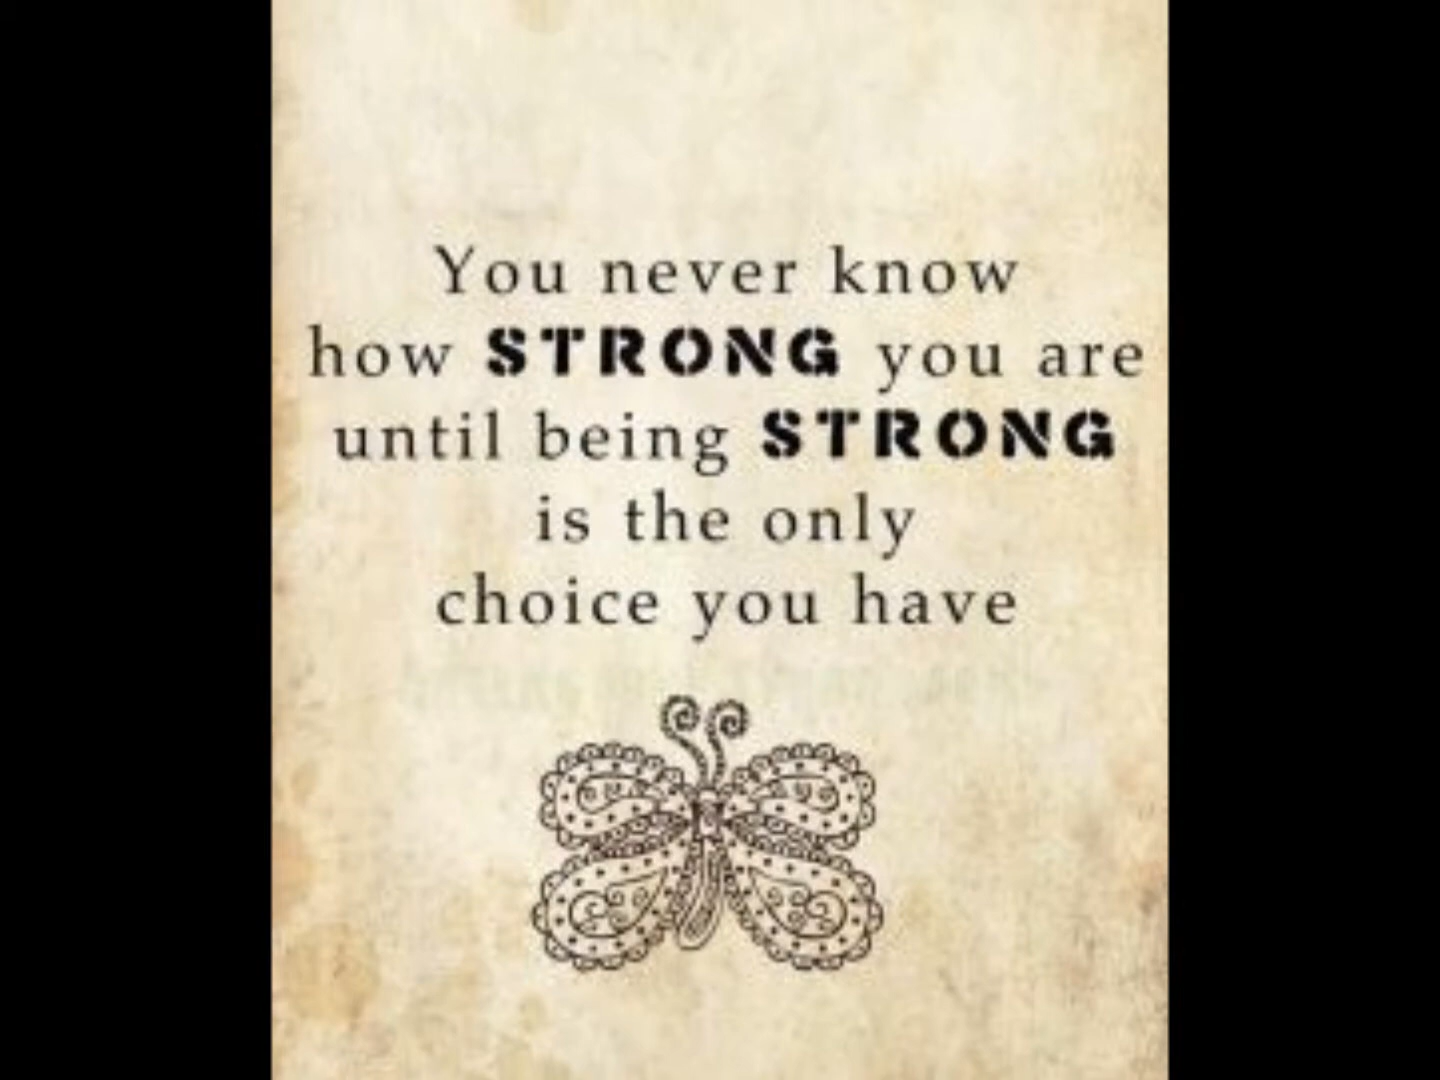 You never know
how STRONG you are
until being STRONG
is the only
choice you have